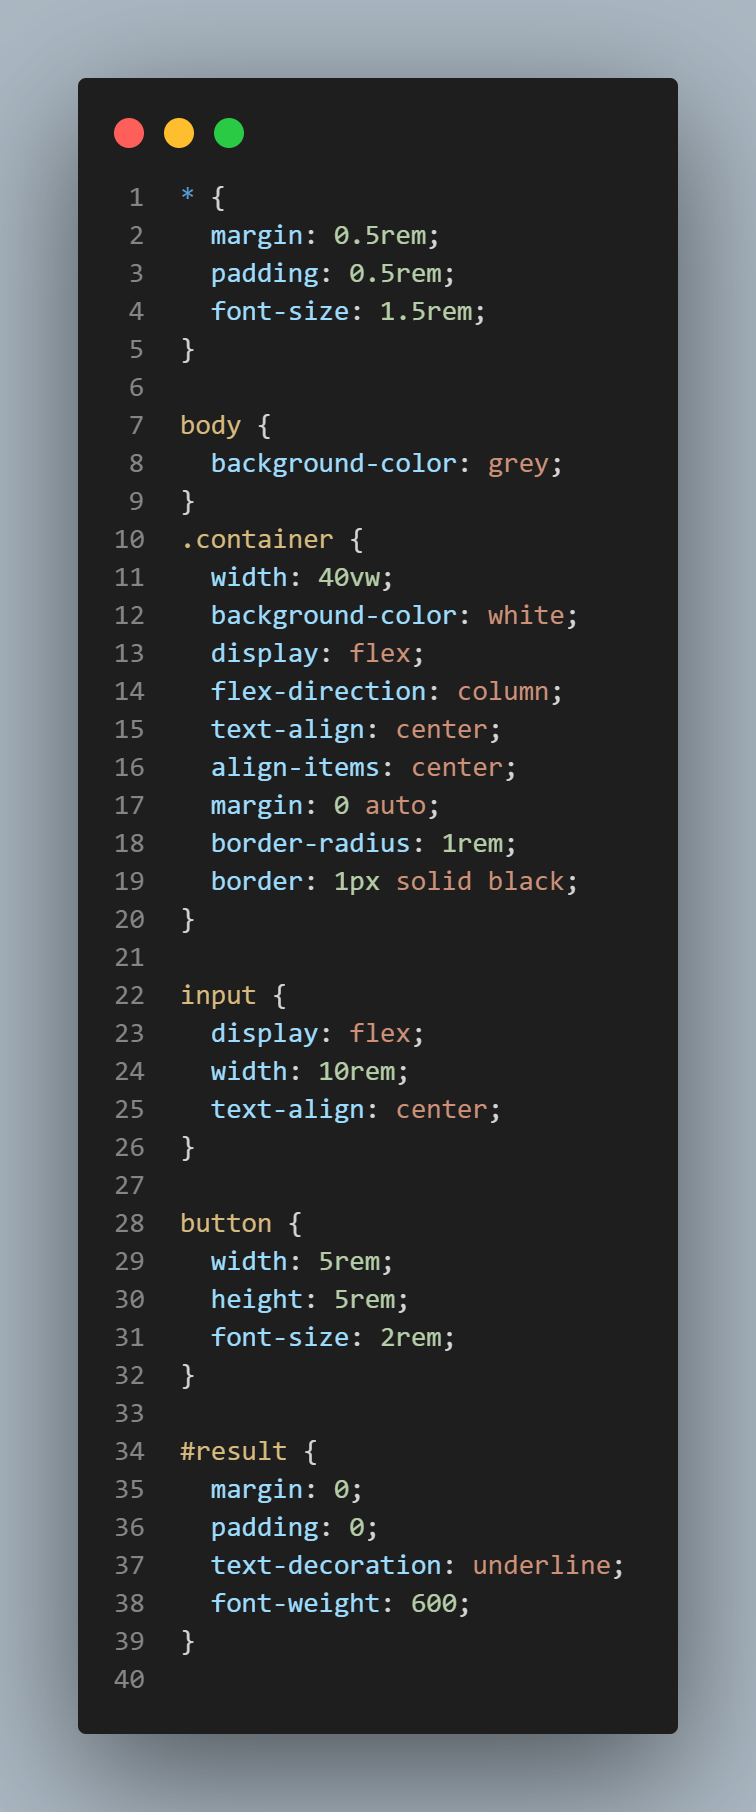 1 * {
2   margin: 0.5rem;
3   padding: 0.5rem;
4   font-size: 1.5rem;
5 }
6
7 body {
8   background-color: grey;
9 }
10 .container {
11   width: 40vw;
12   background-color: white;
13   display: flex;
14   flex-direction: column;
15   text-align: center;
16   align-items: center;
17   margin: 0 auto;
18   border-radius: 1rem;
19   border: 1px solid black;
20 }
21
22 input {
23   display: flex;
24   width: 10rem;
25   text-align: center;
26 }
27
28 button {
29   width: 5rem;
30   height: 5rem;
31   font-size: 2rem;
32 }
33
34 #result {
35   margin: 0;
36   padding: 0;
37   text-decoration: underline;
38   font-weight: 600;
39 }
40